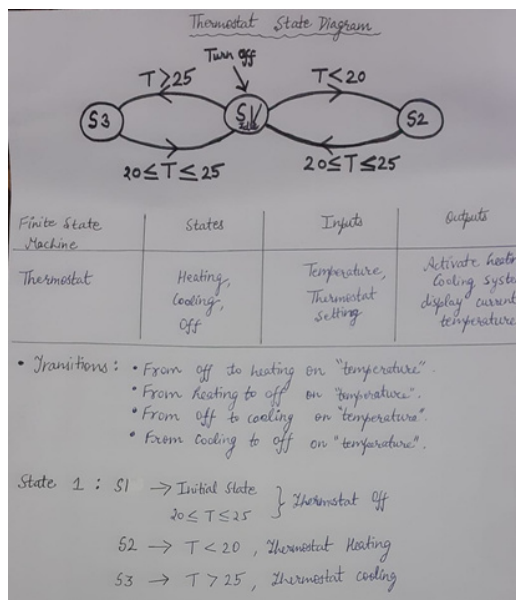 Thermostat State Diagram
Turn off
T≥25
T<20
S3
S1
Idle
S2
20≤T≤25
20≤T≤25
Finite State Machine
States
Inputs
Outputs
Thermostat
Heating,
Cooling,
Off
Temperature,
Thermostat
Setting
Activate heatin
Cooling syste
display current
temperature
• Transitions: • From off to heating on "temperature".
• From heating to off on "temperature".
• From off to cooling on "temperature".
• From Cooling to off on "temperature".
State 1: S1 → Initial State
20≤T≤25 } Thermostat Off
S2 → T<20, Thermostat Heating
S3 → T>25, Thermostat cooling